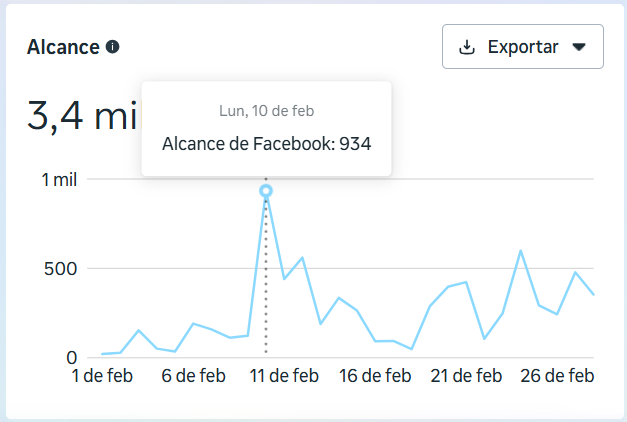 Alcance
Exportar
Lun, 10 de feb
3,4 mi
Alcance de Facebook: 934
1 mil
500
0
1 de feb
6 de feb
11 de feb
16 de feb
21 de feb
26 de feb